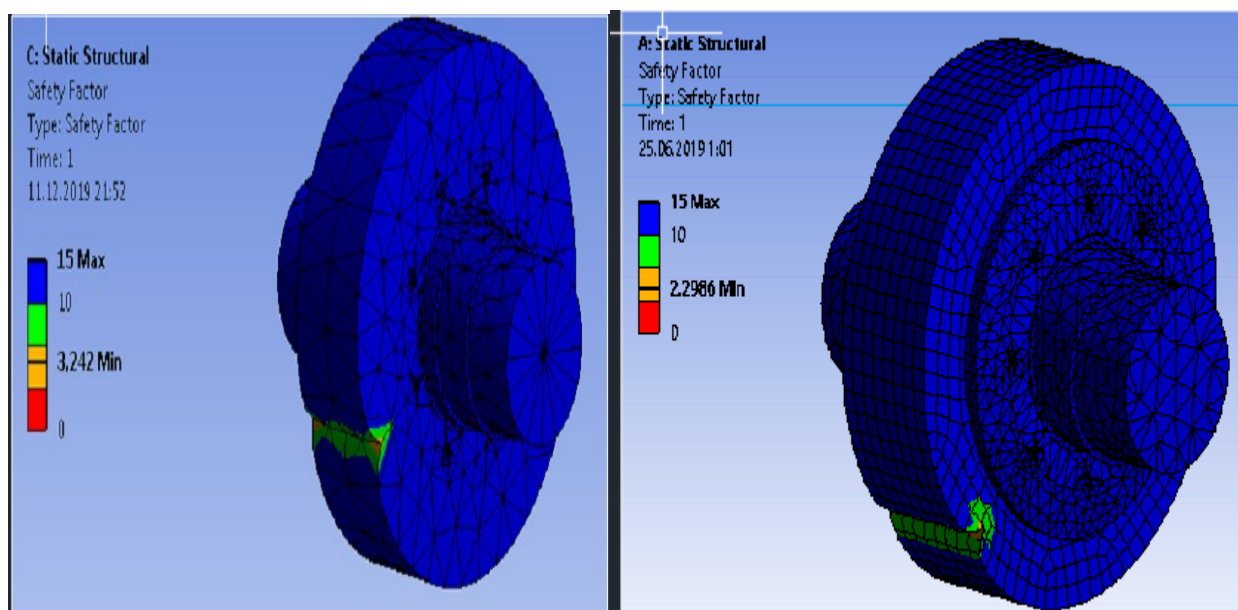 C: Static Structural
Safety Factor
Type: Safety Factor
Time: 1
11.12.2019 21:52
15 Max
10
3,242 Min
0
A: Static Structural
Safety Factor
Type: Safety Factor
Time: 1
25.06.2019 1:01
15 Max
10
2,2986 Min
0